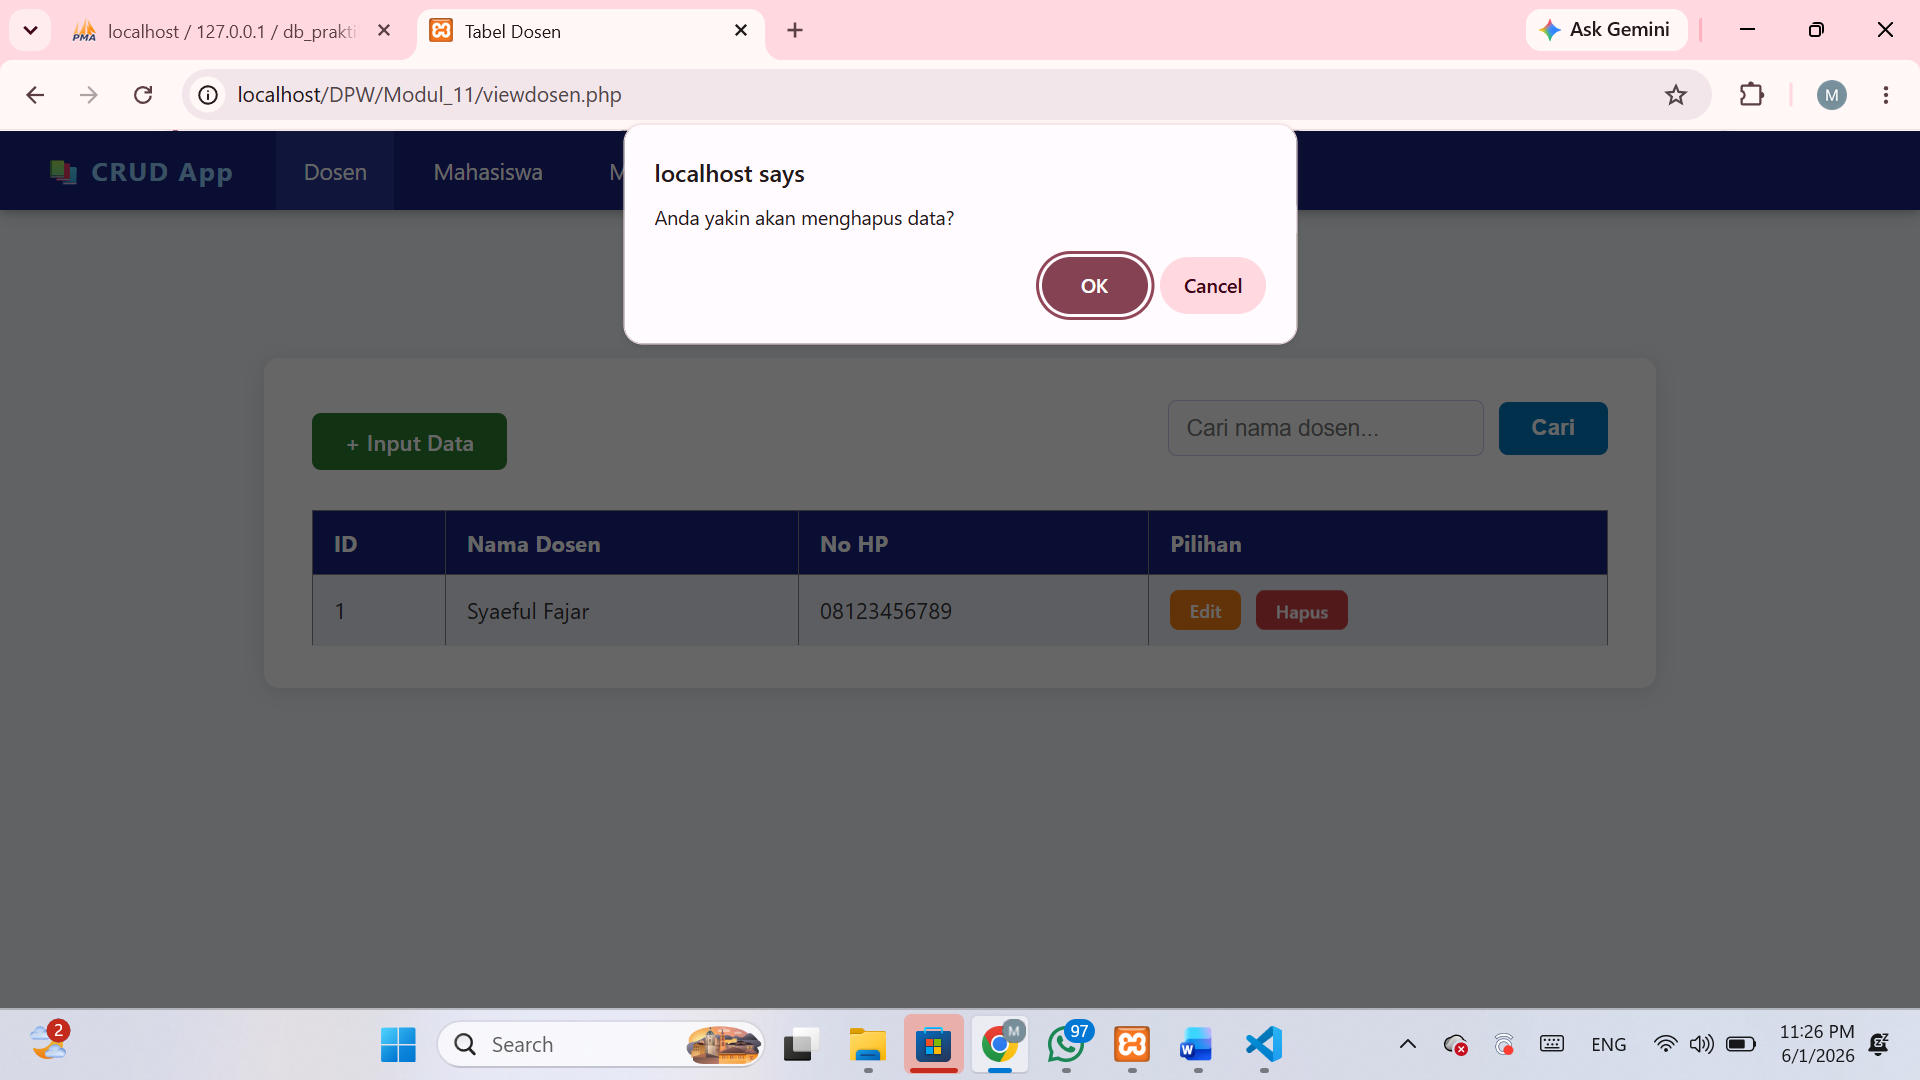 localhost / 127.0.0.1 / db_prakti
Tabel Dosen
Ask Gemini
localhost/DPW/Modul_11/viewdosen.php
M
CRUD App
Dosen
Mahasiswa
M
localhost says
Anda yakin akan menghapus data?
OK
Cancel
+ Input Data
Cari nama dosen...
Cari
ID
Nama Dosen
No HP
Pilihan
1
Syaeful Fajar
08123456789
Edit
Hapus
2
Search
M
97
ENG
11:26 PM
6/1/2026